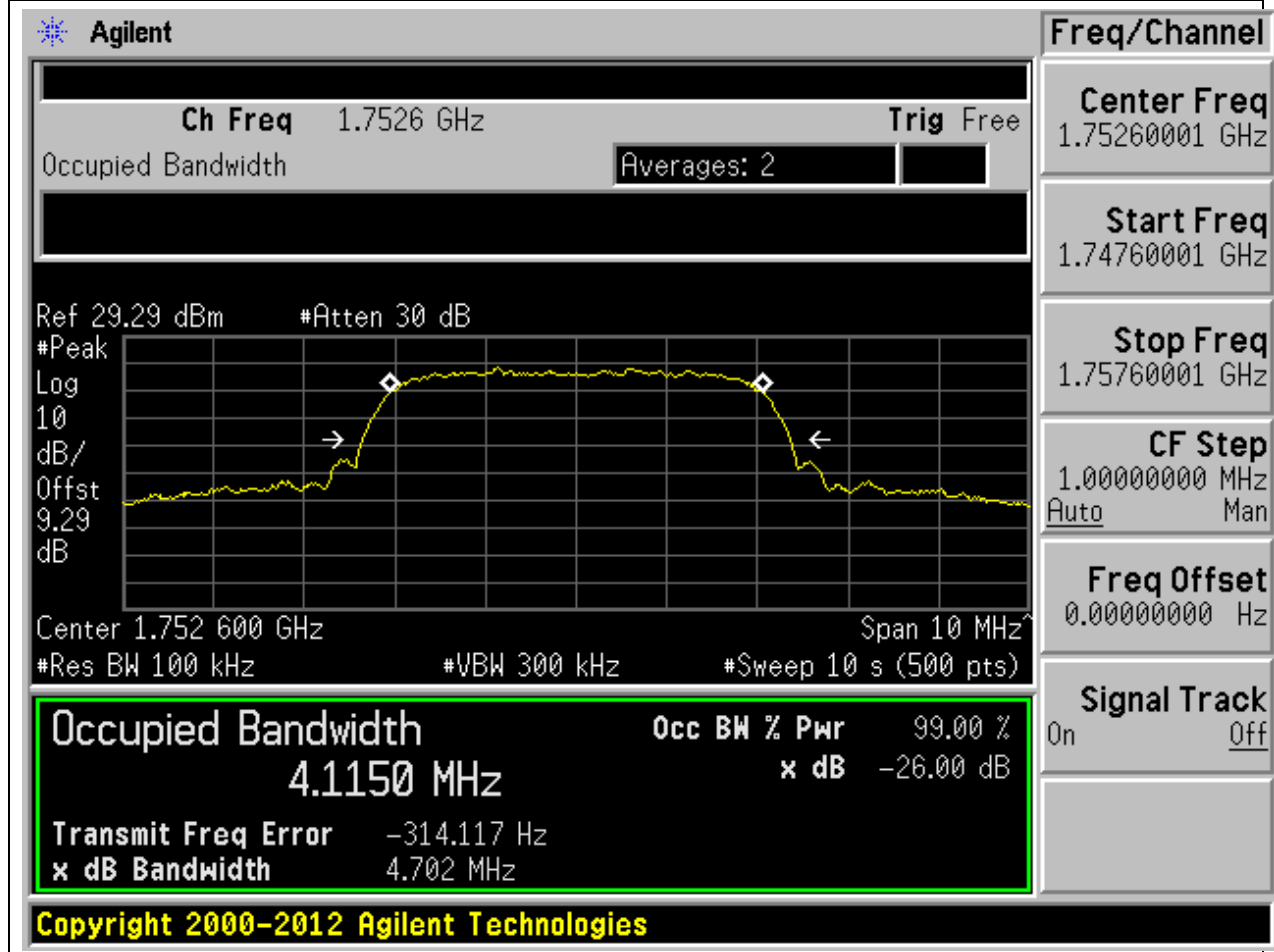 Agilent
Freq/Channel
Ch Freq 1.7526 GHz Trig Free
Occupied Bandwidth Averages: 2
Center Freq
1.75260001 GHz
Start Freq
1.74760001 GHz
Stop Freq
1.75760001 GHz
CF Step
1.00000000 MHz
Auto Man
Freq Offset
0.00000000 Hz
Signal Track
On Off
Ref 29.29 dBm #Atten 30 dB
#Peak
Log
10
dB/
Offst
9.29
dB
Center 1.752 600 GHz Span 10 MHz^
#Res BW 100 kHz #VBW 300 kHz #Sweep 10 s (500 pts)
Occupied Bandwidth
4.1150 MHz
Occ BW % Pwr 99.00 %
x dB -26.00 dB
Transmit Freq Error -314.117 Hz
x dB Bandwidth 4.702 MHz
Copyright 2000-2012 Agilent Technologies